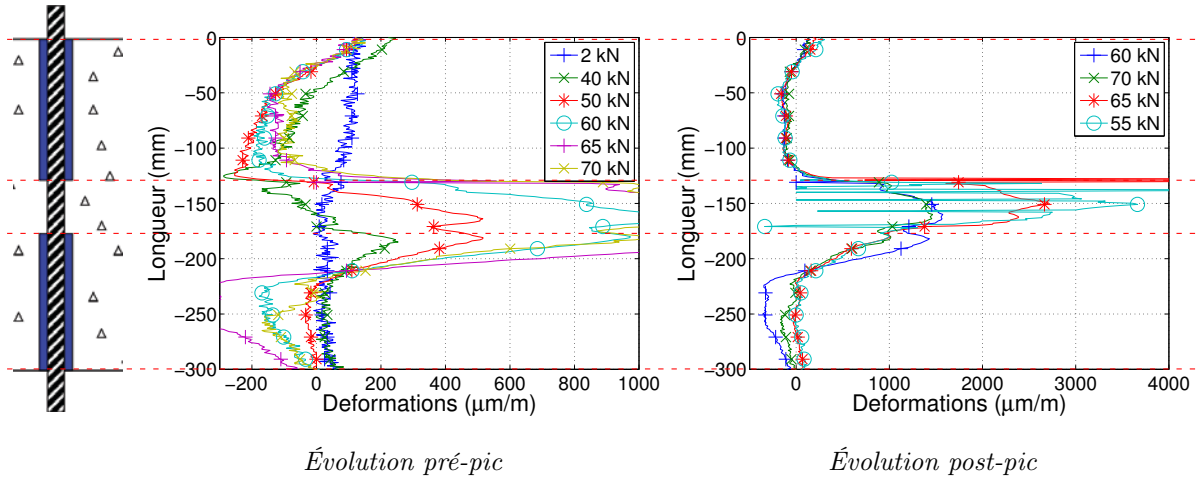 0
−50
−100
−150
−200
−250
−300
Longueur (mm)
−200
0
200
400
600
800
1000
Deformations (μm/m)
2 kN
40 kN
50 kN
60 kN
65 kN
70 kN
Évolution pré-pic
0
−50
−100
−150
−200
−250
−300
Longueur (mm)
0
1000
2000
3000
4000
Deformations (μm/m)
60 kN
70 kN
65 kN
55 kN
Évolution post-pic